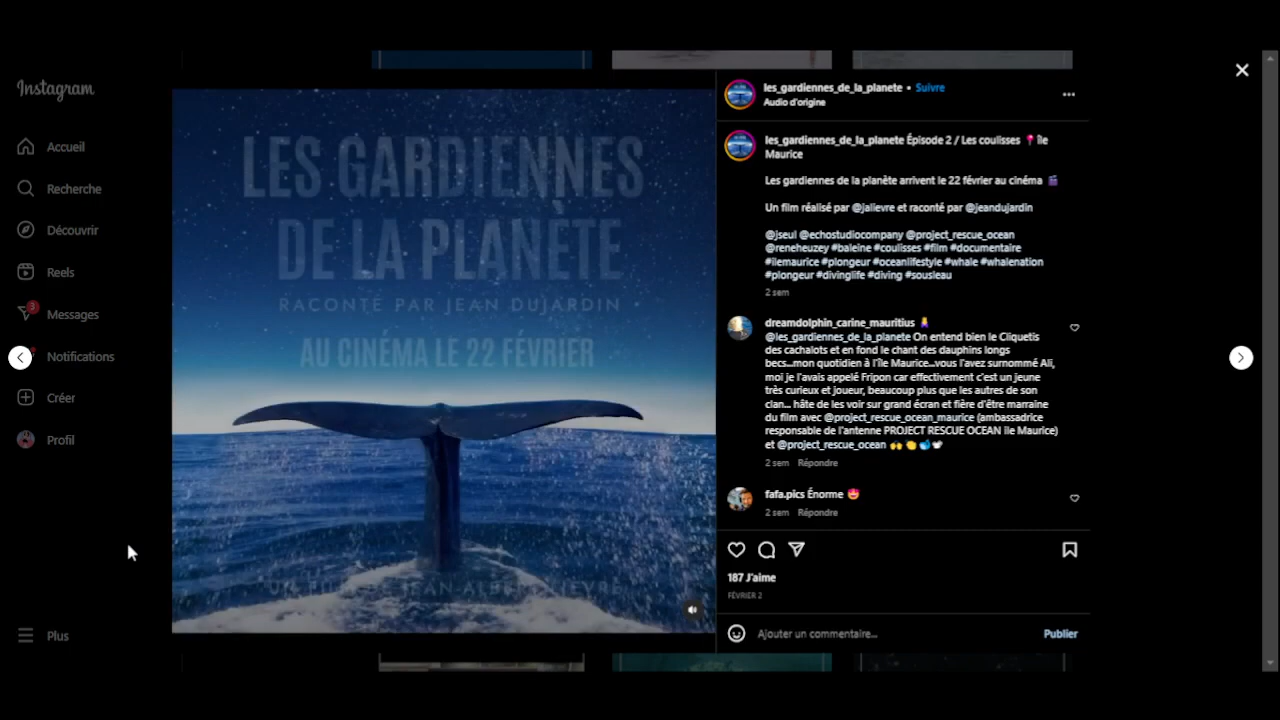 Instagram
Accueil
Recherche
Découvrir
Reels
3
Messages
Notifications
Créer
Profil
Plus
LES GARDIENNES
DE LA PLANÈTE
RACONTÉ PAR JEAN DUJARDIN
AU CINÉMA LE 22 FÉVRIER
UN FILM DE JEAN-ALBERT LIÈVRE
les_gardiennes_de_la_planete • Suivre
Audio d'origine
les_gardiennes_de_la_planete Épisode 2 / Les coulisses 📍 île
Maurice
Les gardiennes de la planète arrivent le 22 février au cinéma 🎬
Un film réalisé par @jalievre et raconté par @jeandujardin
@jseul @echostudiocompany @project_rescue_ocean
@reneheuzey #baleine #coulisses #film #documentaire
#ilemaurice #plongeur #oceanlifestyle #whale #whalenation
#plongeur #divinglife #diving #sousleau
2 sem
dreamdolphin_carine_mauritius
@les_gardiennes_de_la_planete On entend bien le Cliquetis
des cachalots et en fond le chant des dauphins longs
becs...mon quotidien à l'île Maurice...vous l'avez surnommé Ali,
moi je l'avais appelé Fripon car effectivement c'est un jeune
très curieux et joueur, beaucoup plus que les autres de son
clan... hâte de les voir sur grand écran et fière d'être marraine
du film avec @project_rescue_ocean_maurice (ambassadrice
responsable de l'antenne PROJECT RESCUE OCEAN ile Maurice)
et @project_rescue_ocean
2 sem Répondre
fafa.pics Énorme 😍
2 sem Répondre
187 J'aime
FÉVRIER 2
Ajouter un commentaire...
Publier